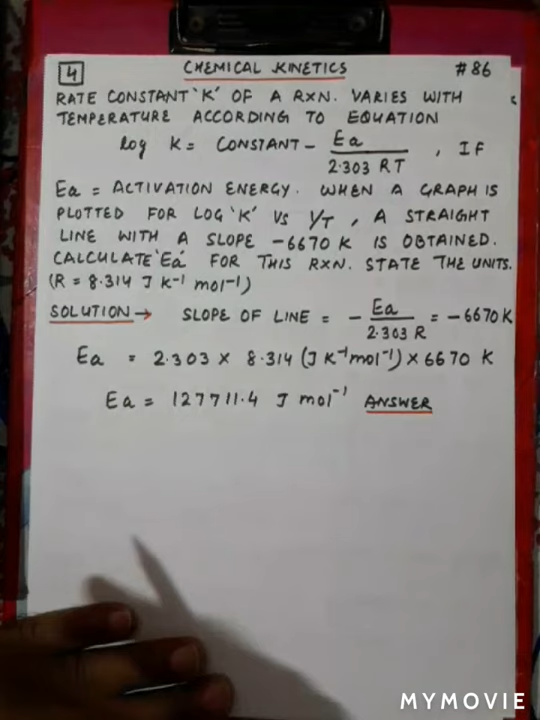 4 CHEMICAL KINETICS #86
RATE CONSTANT 'K' OF A RXN. VARIES WITH
TEMPERATURE ACCORDING TO EQUATION
log K = CONSTANT - Ea / 2.303 RT , IF
Ea = ACTIVATION ENERGY. WHEN A GRAPH IS
PLOTTED FOR LOG 'K' VS 1/T, A STRAIGHT
LINE WITH A SLOPE -6670 K IS OBTAINED.
CALCULATE 'Ea' FOR THIS RXN. STATE THE UNITS.
(R = 8.314 J K⁻¹ mol⁻¹)
SOLUTION → SLOPE OF LINE = - Ea / 2.303 R = -6670 K
Ea = 2.303 × 8.314 (J K⁻¹ mol⁻¹) × 6670 K
Ea = 127711.4 J mol⁻¹ ANSWER
MYMOVIE